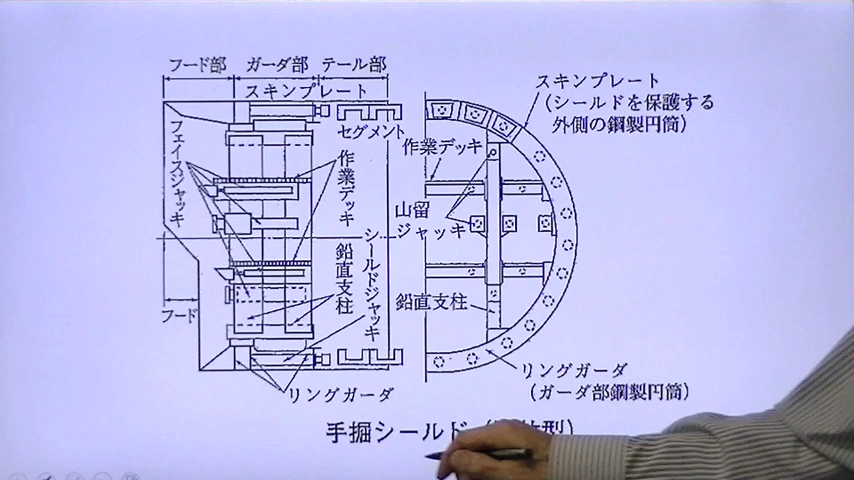 フード部 ガーダ部 テール部
スキンプレート
セグメント
フェイスジャッキ
作業デッキ
シールドジャッキ
鉛直支柱
フード
リングガーダ
スキンプレート
(シールドを保護する
外側の鋼製円筒)
作業デッキ
山留
ジャッキ
鉛直支柱
リングガーダ
(ガーダ部鋼製円筒)
手掘シールド